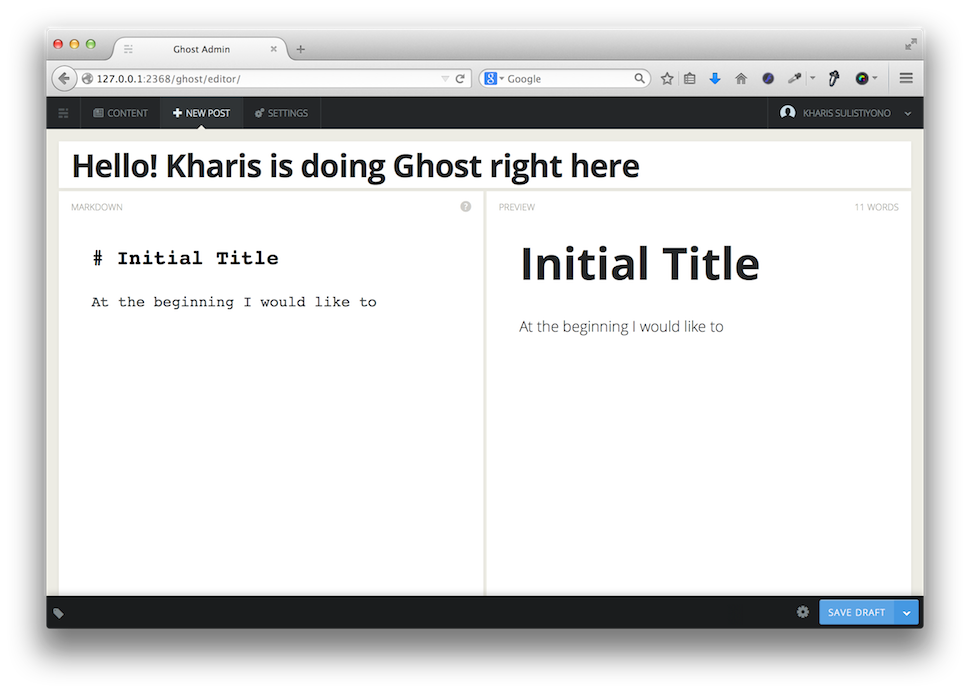 Ghost Admin
127.0.0.1:2368/ghost/editor/
8 Google
CONTENT
NEW POST
SETTINGS
KHARIS SULISTIYONO
Hello! Kharis is doing Ghost right here
MARKDOWN
?
PREVIEW
11 WORDS
# Initial Title
At the beginning I would like to
Initial Title
At the beginning I would like to
SAVE DRAFT